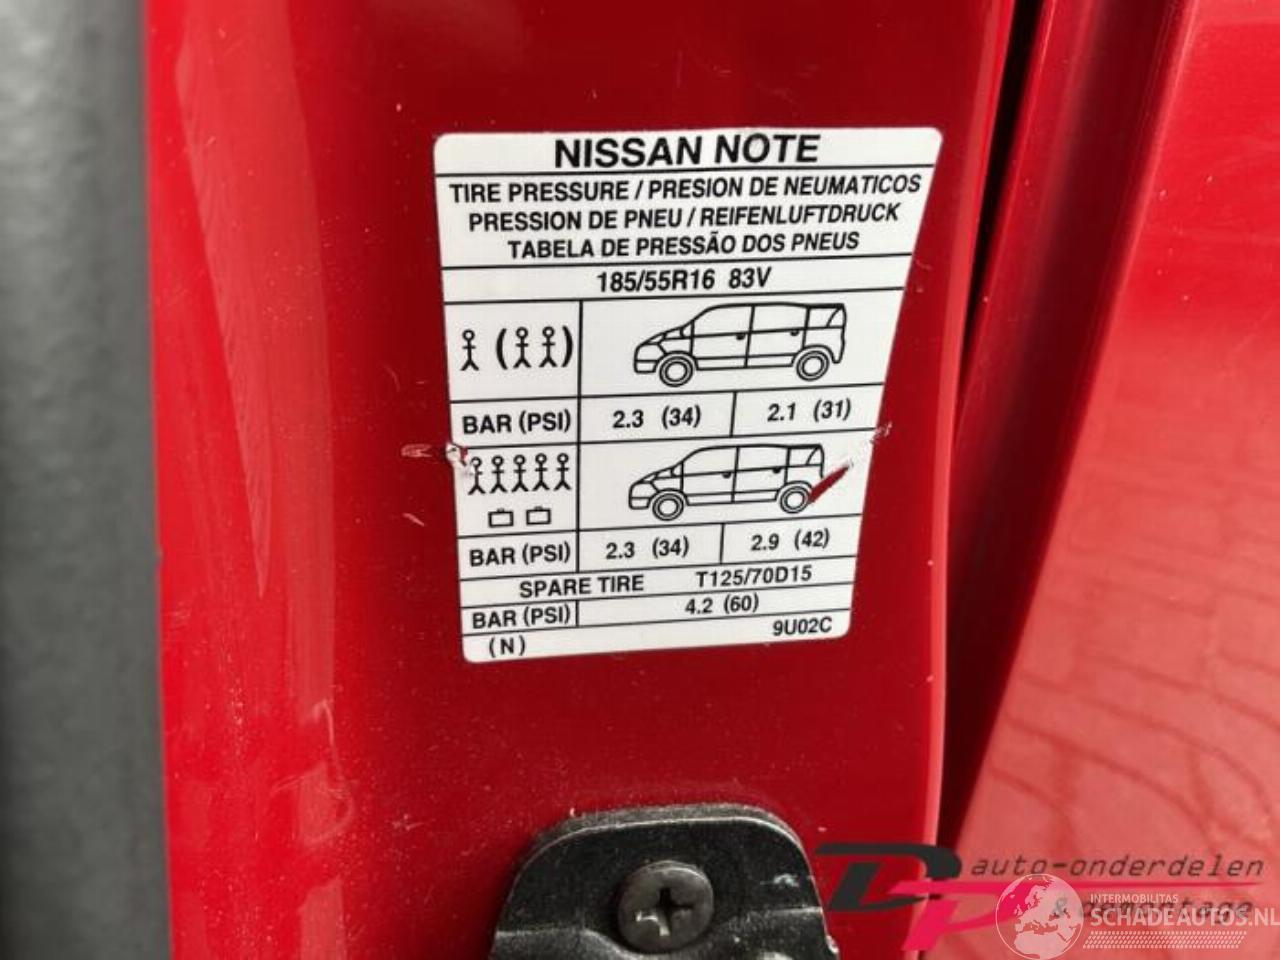 NISSAN NOTE
TIRE PRESSURE / PRESION DE NEUMATICOS
PRESSION DE PNEU / REIFENLUFTDRUCK
TABELA DE PRESSÃO DOS PNEUS
185/55R16 83V
BAR (PSI) 2.3 (34) 2.1 (31)
BAR (PSI) 2.3 (34) 2.9 (42)
SPARE TIRE T125/70D15
BAR (PSI) 4.2 (60)
(N) 9U02C
DP auto-onderdelen
& demontage
INTERMOBILITAS
SCHADEAUTOS.NL